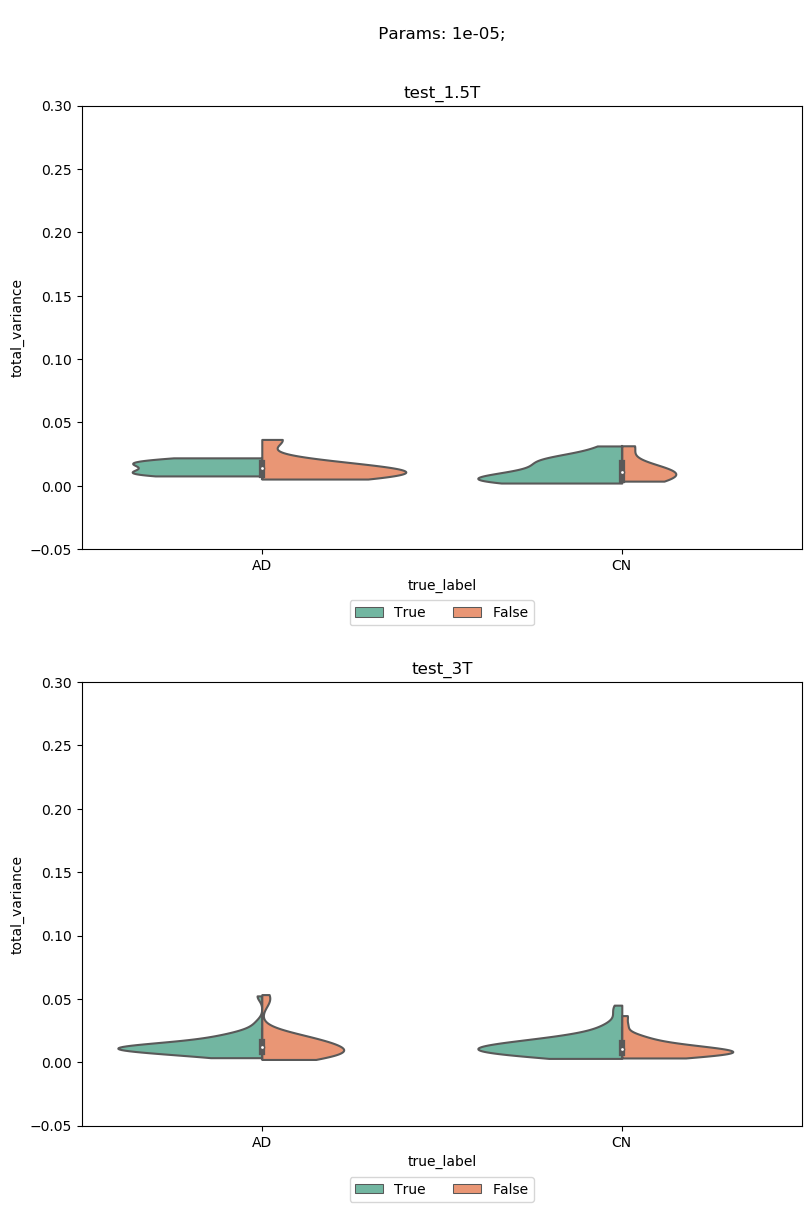 Params: 1e-05;
test_1.5T
0.30
0.25
0.20
0.15
0.10
0.05
0.00
−0.05
total_variance
AD CN
true_label
True False
test_3T
0.30
0.25
0.20
0.15
0.10
0.05
0.00
−0.05
total_variance
AD CN
true_label
True False